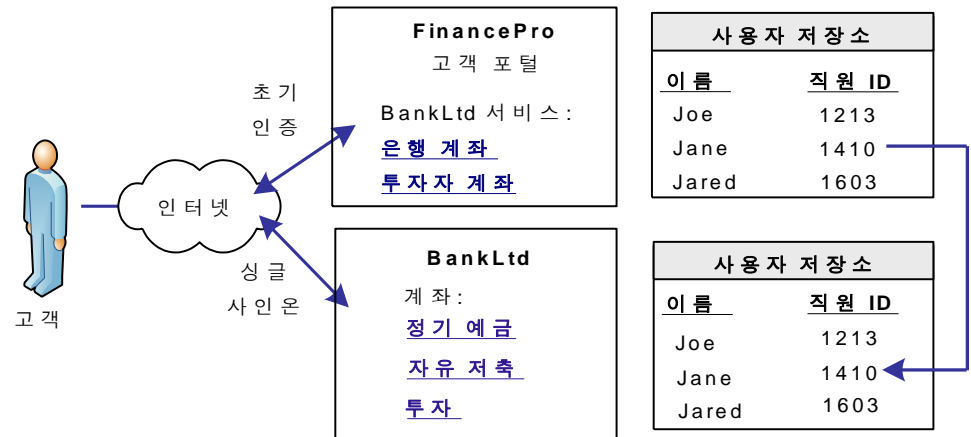 고객
인터넷
초기
인증
싱글
사인온
FinancePro
고객 포털
BankLtd 서비스:
은행 계좌
투자자 계좌
사용자 저장소
이름 직원 ID
Joe 1213
Jane 1410
Jared 1603
BankLtd
계좌:
정기 예금
자유 저축
투자
사용자 저장소
이름 직원 ID
Joe 1213
Jane 1410
Jared 1603